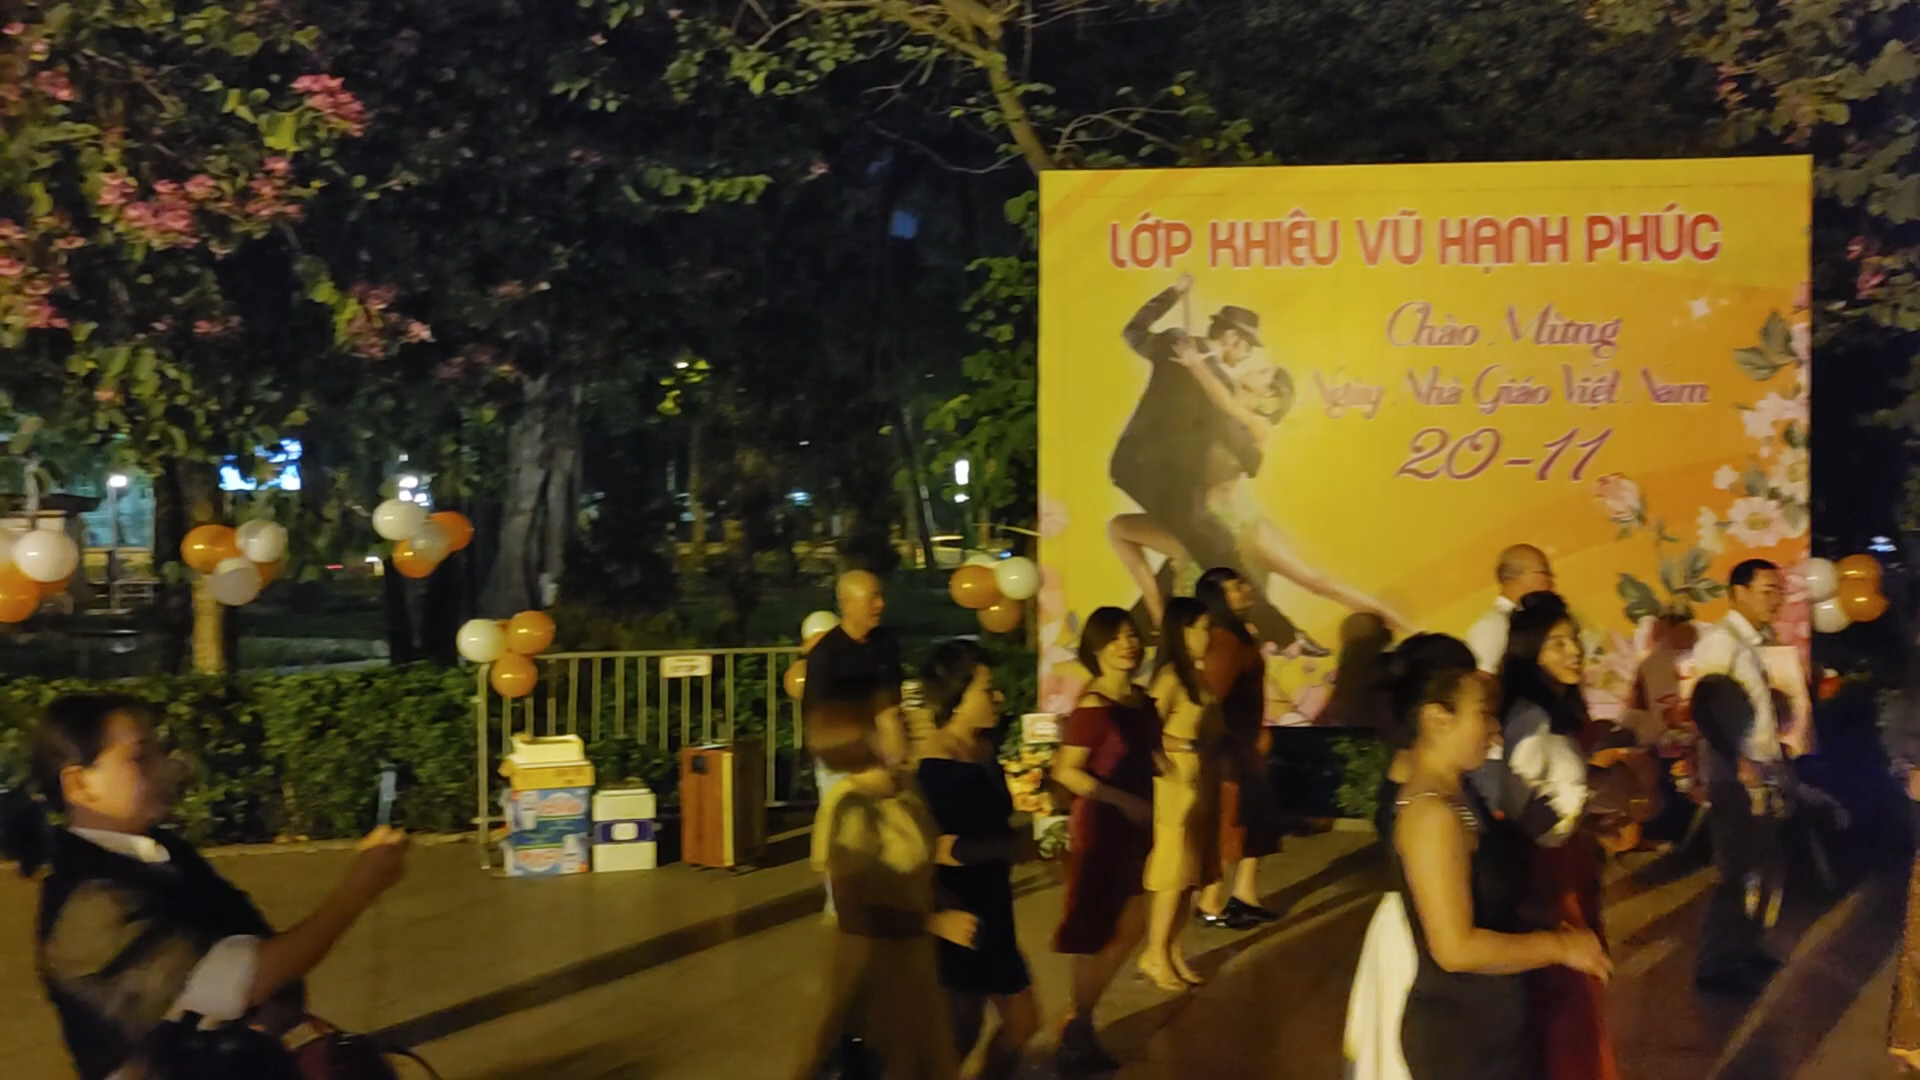 LỚP KHIÊU VŨ HẠNH PHÚC
Chào Mừng
Ngày Nhà Giáo Việt Nam
20-11